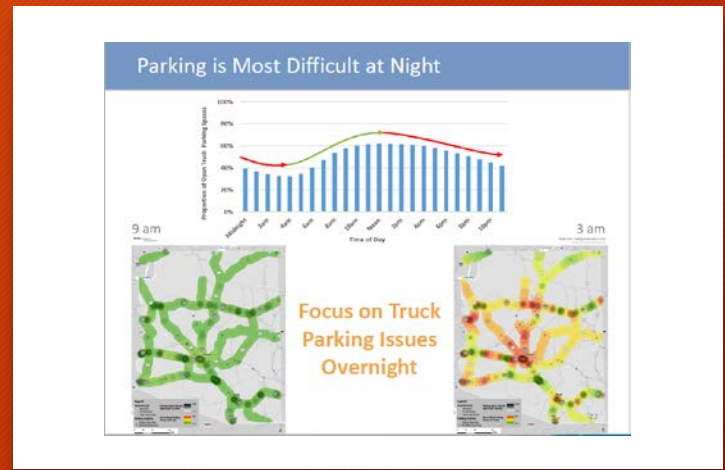 Parking is Most Difficult at Night
Proportion of Open Truck Parking Spaces
100%
80%
60%
40%
20%
0%
Midnight
2am
4am
6am
8am
10am
Noon
2pm
4pm
6pm
8pm
10pm
Time of Day
9 am
3 am
Focus on Truck
Parking Issues
Overnight